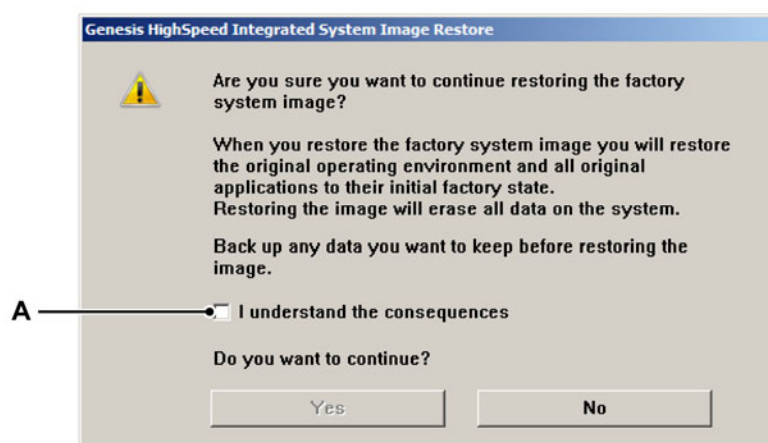 Genesis HighSpeed Integrated System Image Restore
Are you sure you want to continue restoring the factory
system image?
When you restore the factory system image you will restore
the original operating environment and all original
applications to their initial factory state.
Restoring the image will erase all data on the system.
Back up any data you want to keep before restoring the
image.
A
I understand the consequences
Do you want to continue?
Yes
No